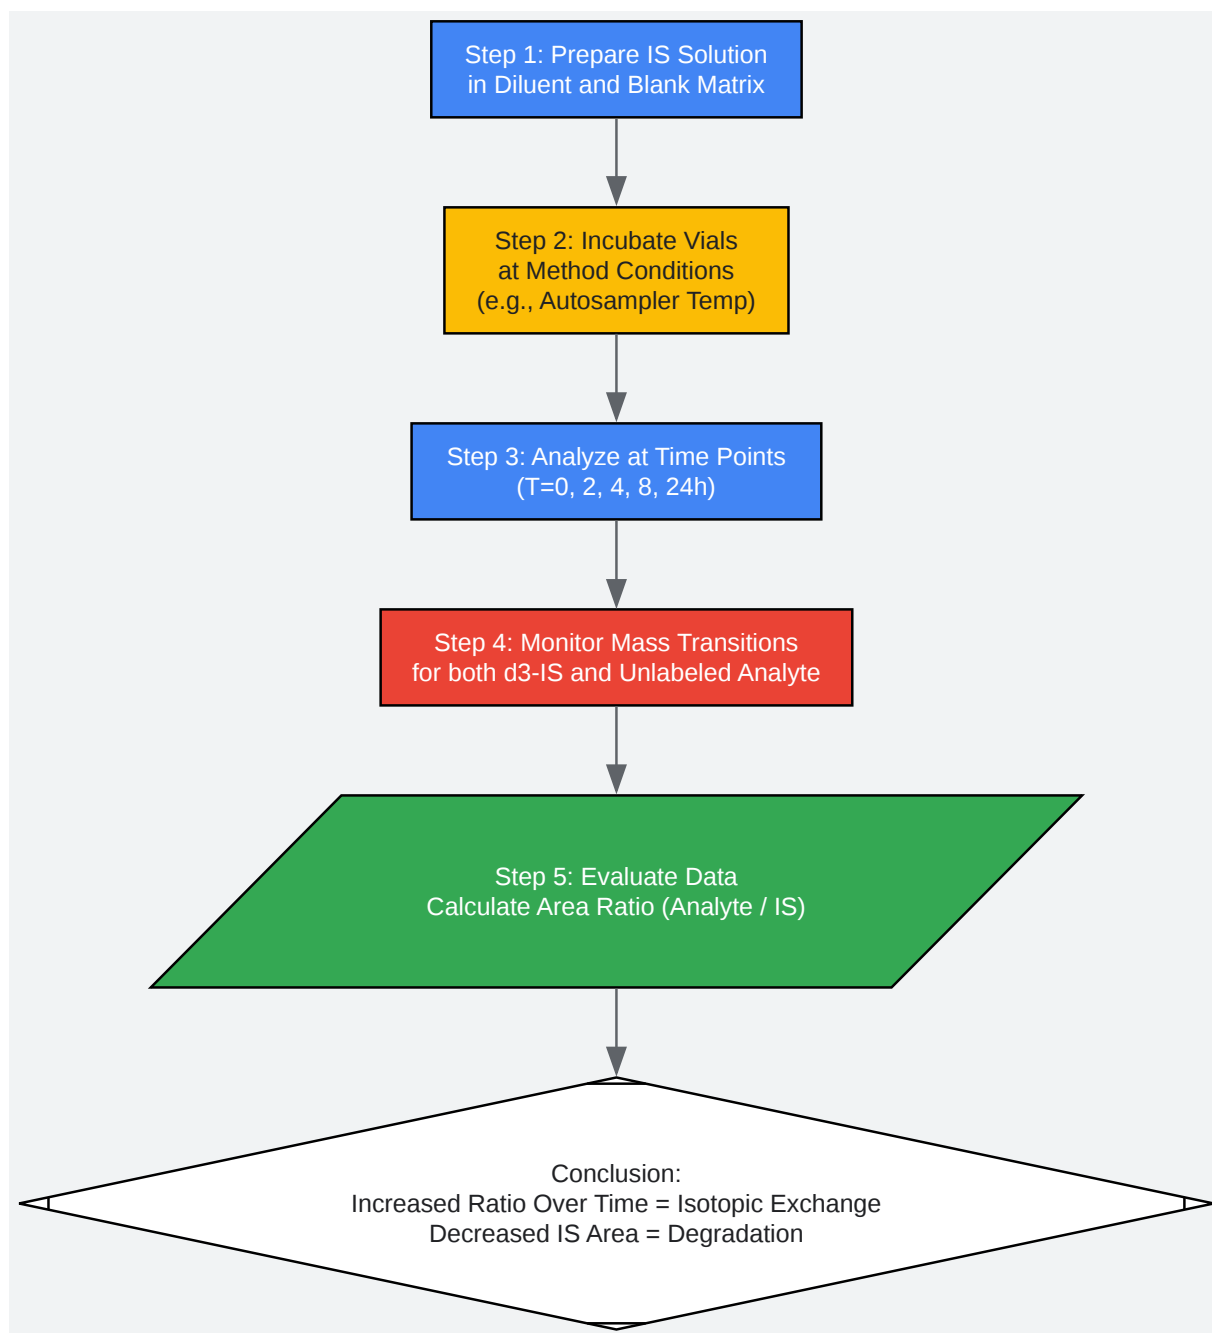 Step 1: Prepare IS Solution
in Diluent and Blank Matrix
Step 2: Incubate Vials
at Method Conditions
(e.g., Autosampler Temp)
Step 3: Analyze at Time Points
(T=0, 2, 4, 8, 24h)
Step 4: Monitor Mass Transitions
for both d3-IS and Unlabeled Analyte
Step 5: Evaluate Data
Calculate Area Ratio (Analyte / IS)
Conclusion:
Increased Ratio Over Time = Isotopic Exchange
Decreased IS Area = Degradation